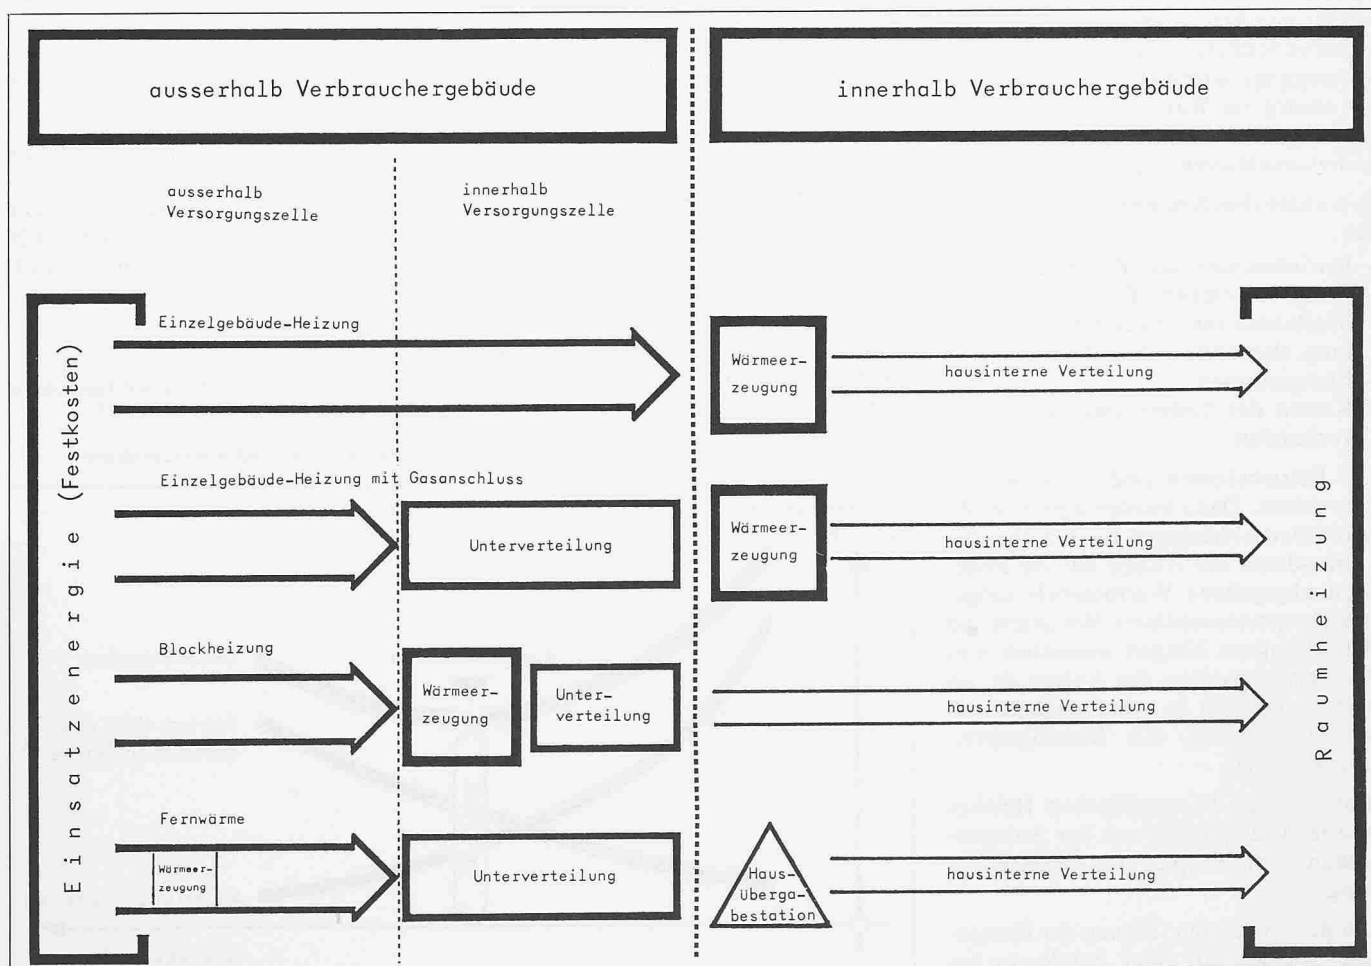 ausserhalb Verbrauchergebäude
innerhalb Verbrauchergebäude
ausserhalb
Versorgungszelle
innerhalb
Versorgungszelle
Einsatzenergie (Festkosten)
Einzelgebäude-Heizung
Wärmeer-
zeugung
hausinterne Verteilung
Einzelgebäude-Heizung mit Gasanschluss
Unterverteilung
Wärmeer-
zeugung
hausinterne Verteilung
Blockheizung
Wärmeer-
zeugung
Unter-
verteilung
hausinterne Verteilung
Fernwärme
Wärmeer-
zeugung
Unterverteilung
Haus-
überga-
bestation
hausinterne Verteilung
Raumheizung